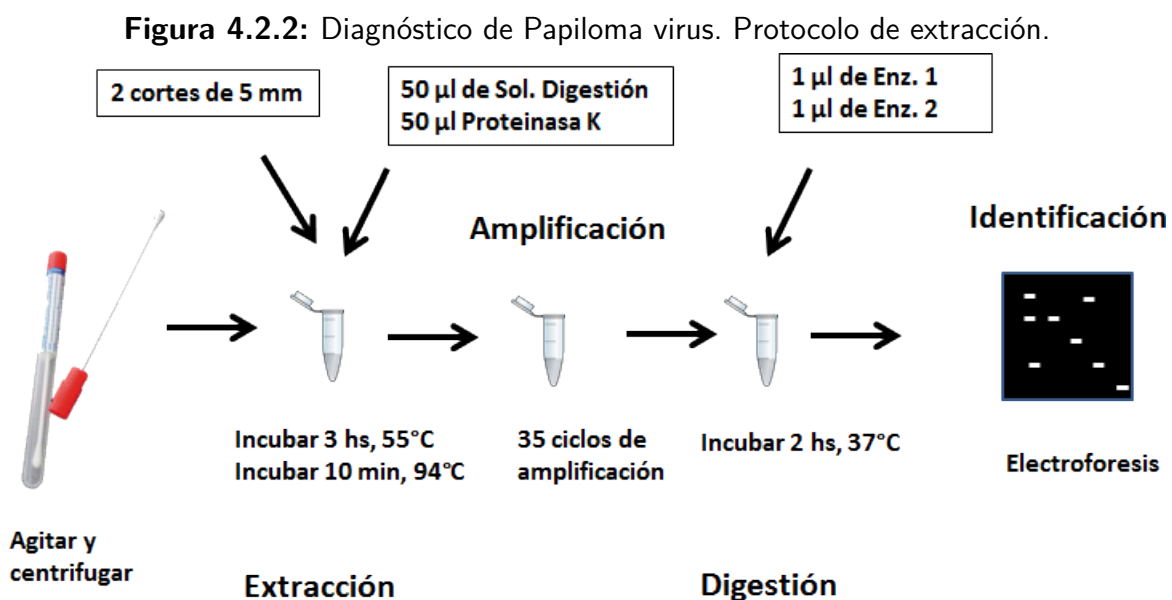 Figura 4.2.2: Diagnóstico de Papiloma virus. Protocolo de extracción.
2 cortes de 5 mm
50 µl de Sol. Digestión
50 µl Proteinasa K
1 µl de Enz. 1
1 µl de Enz. 2
Amplificación
Identificación
Incubar 3 hs, 55°C
Incubar 10 min, 94°C
35 ciclos de
amplificación
Incubar 2 hs, 37°C
Electroforesis
Agitar y
centrifugar
Extracción
Digestión